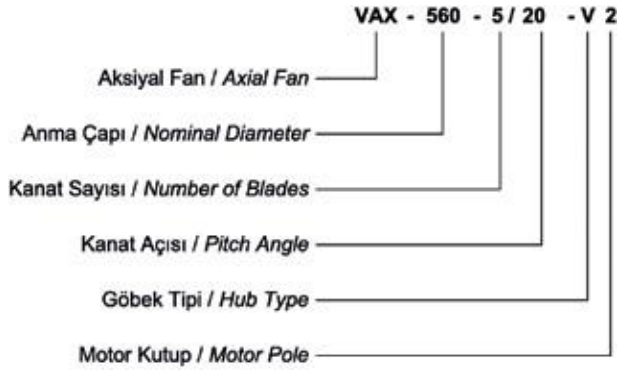 VAX - 560 - 5 / 20 - V 2
Aksiyal Fan / Axial Fan
Anma Çapı / Nominal Diameter
Kanat Sayısı / Number of Blades
Kanat Açısı / Pitch Angle
Göbek Tipi / Hub Type
Motor Kutup / Motor Pole